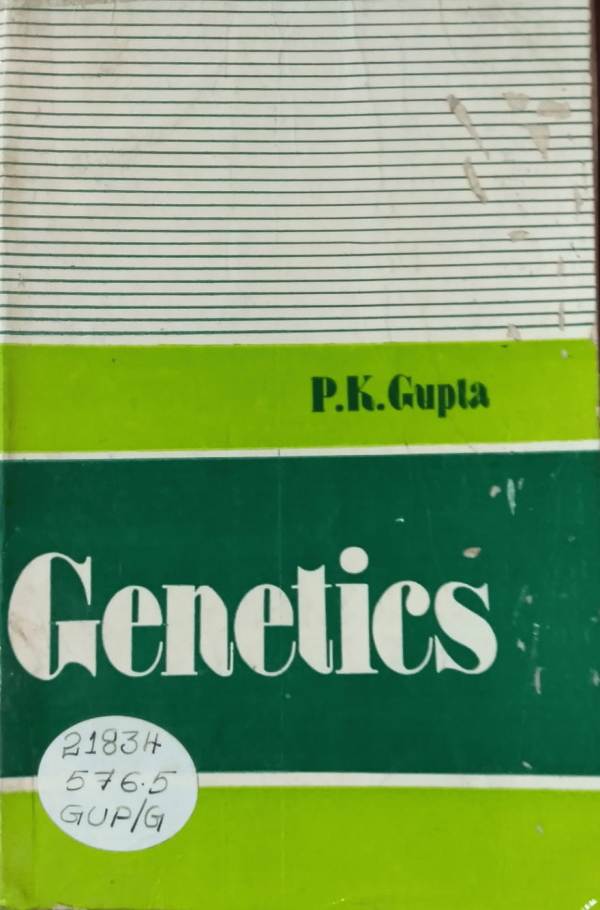 P.K.Gupta
Genetics
21834
576.5
GUP/G